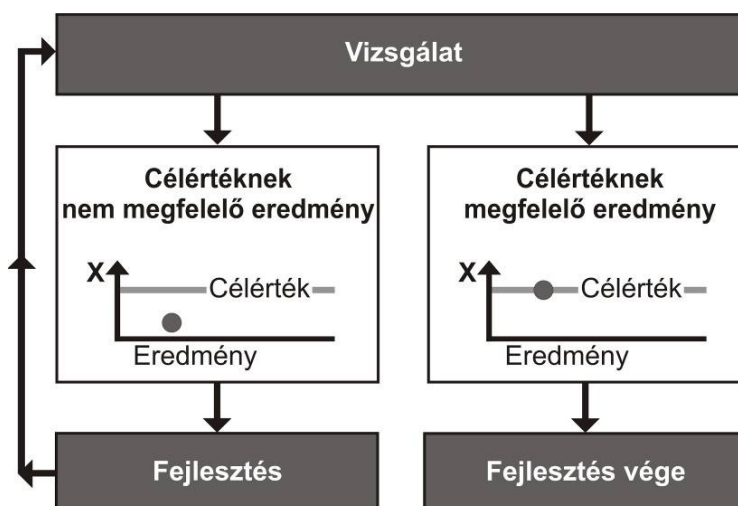 Vizsgálat
Célértéknek
nem megfelelő eredmény
X
Célérték
Eredmény
Célértéknek
megfelelő eredmény
X
Célérték
Eredmény
Fejlesztés
Fejlesztés vége